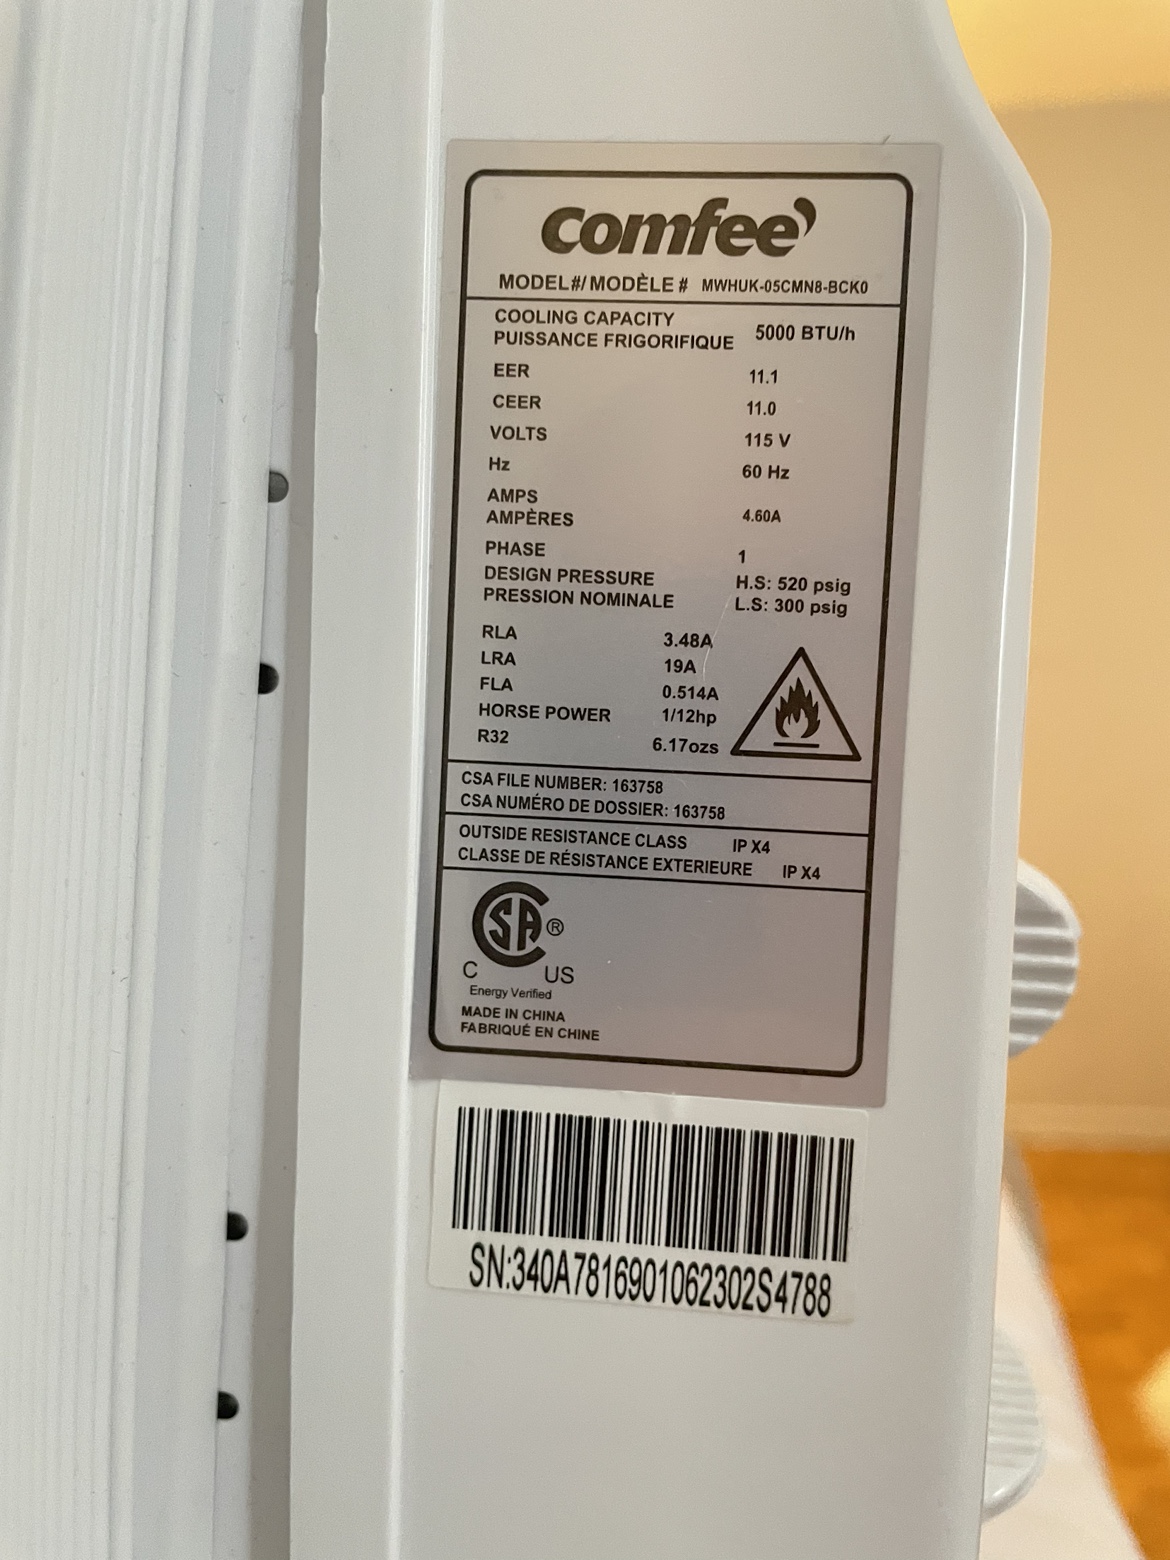 comfee'
MODEL#/MODÈLE # MWHUK-05CMN8-BCK0
COOLING CAPACITY
PUISSANCE FRIGORIFIQUE 5000 BTU/h
EER 11.1
CEER 11.0
VOLTS 115 V
Hz 60 Hz
AMPS
AMPÈRES 4.60A
PHASE 1
DESIGN PRESSURE H.S: 520 psig
PRESSION NOMINALE L.S: 300 psig
RLA 3.48A
LRA 19A
FLA 0.514A
HORSE POWER 1/12hp
R32 6.17ozs
CSA FILE NUMBER: 163758
CSA NUMÉRO DE DOSSIER: 163758
OUTSIDE RESISTANCE CLASS IP X4
CLASSE DE RÉSISTANCE EXTERIEURE IP X4
CSA ®
C US
Energy Verified
MADE IN CHINA
FABRIQUÉ EN CHINE
SN:340A7816901062302S4788